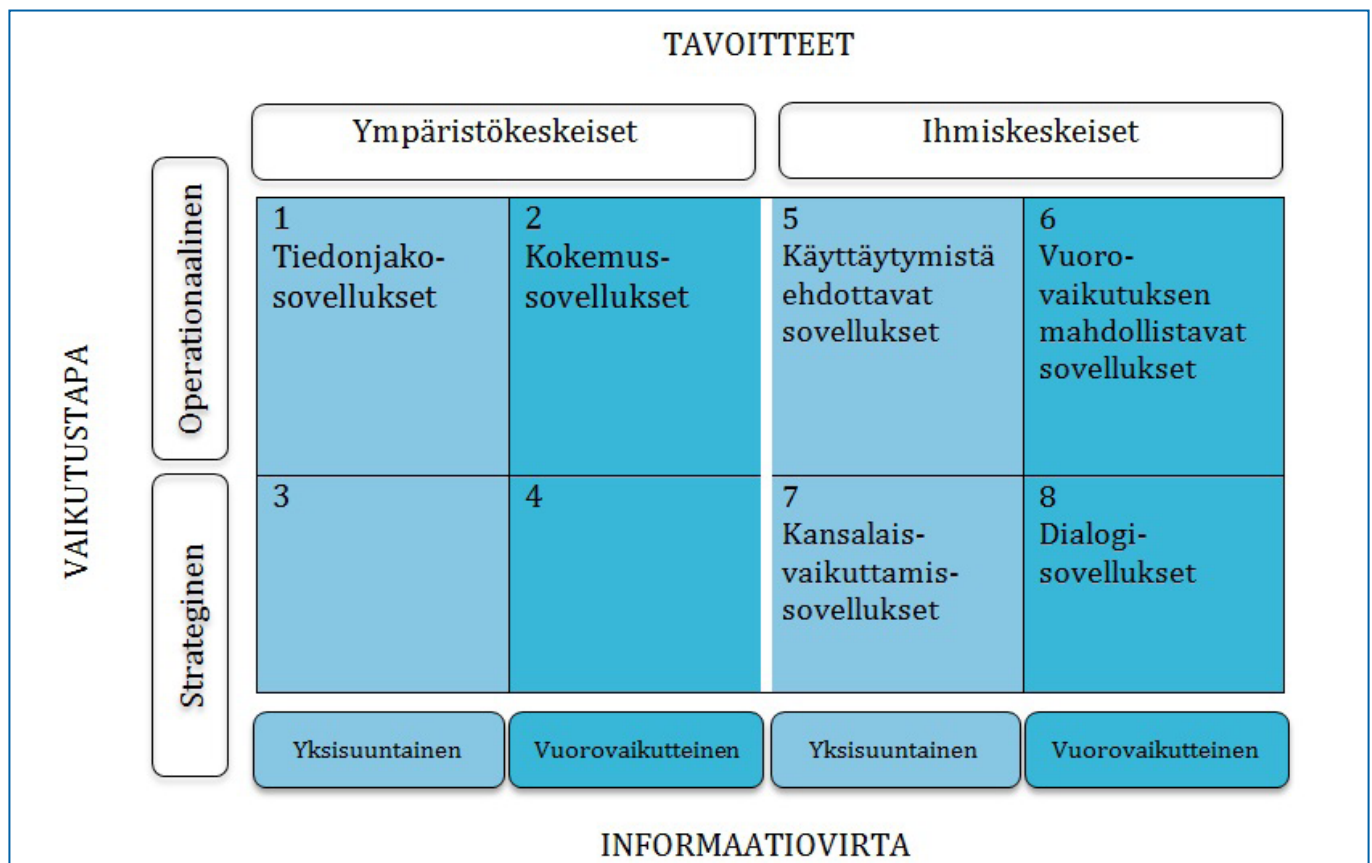 TAVOITTEET
Ympäristökeskeiset
Ihmiskeskeiset
VAIKUTUSTAPA
Operationaalinen
Strateginen
1
Tiedonjako-
sovellukset
2
Kokemus-
sovellukset
5
Käyttäytymistä
ehdottavat
sovellukset
6
Vuoro-
vaikutuksen
mahdollistavat
sovellukset
3
4
7
Kansalais-
vaikuttamis-
sovellukset
8
Dialogi-
sovellukset
Yksisuuntainen
Vuorovaikutteinen
Yksisuuntainen
Vuorovaikutteinen
INFORMAATIOVIRTA